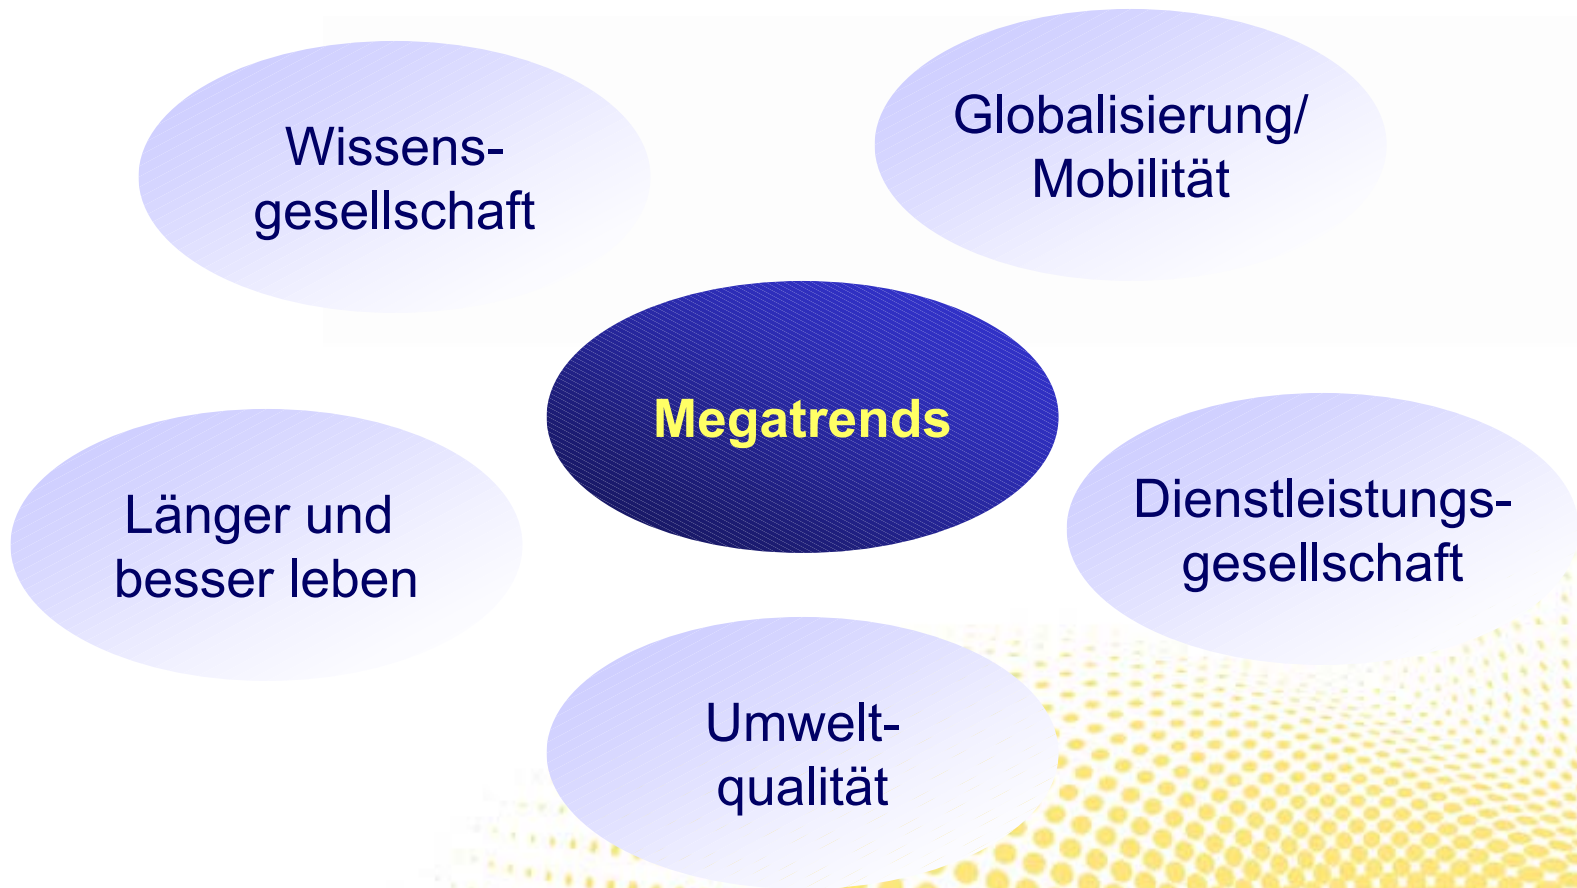 Wissens-
gesellschaft
Globalisierung/
Mobilität
Megatrends
Länger und
besser leben
Dienstleistungs-
gesellschaft
Umwelt-
qualität